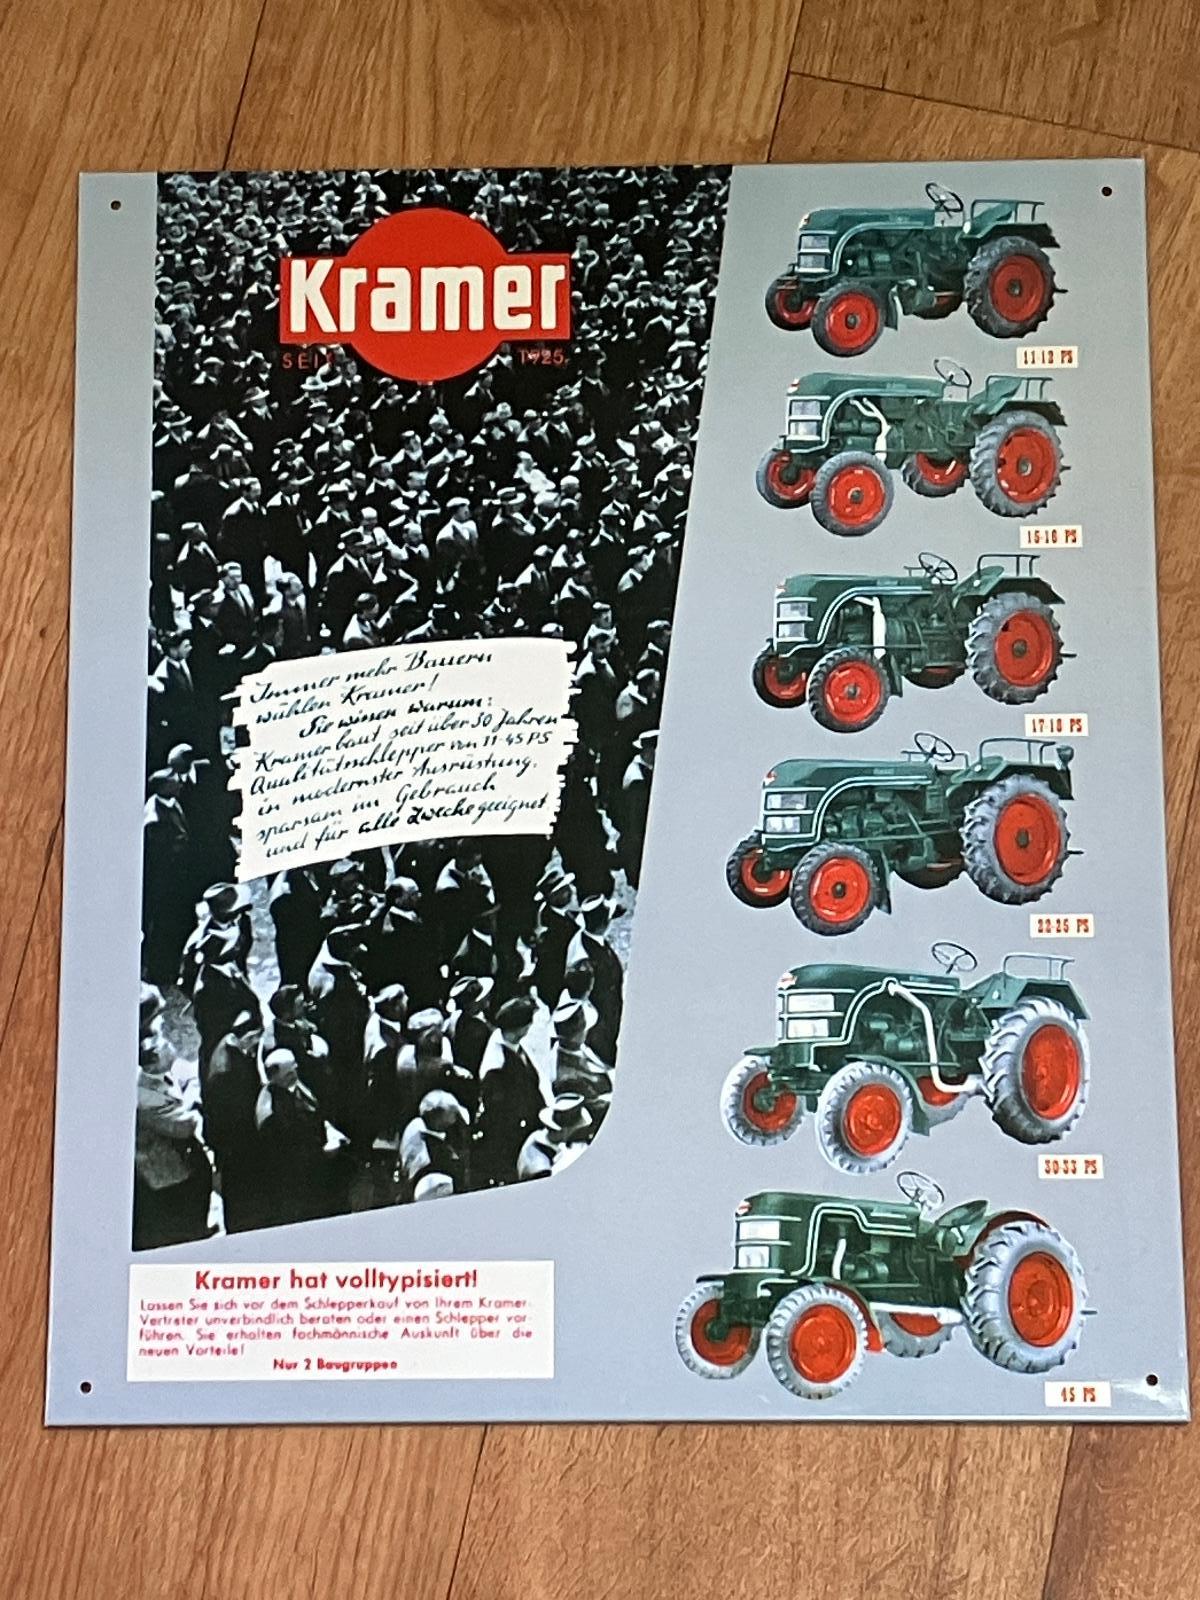 Kramer
SEIT 1925
Immer mehr Bauern
wählen Kramer!
Sie wissen warum:
Kramer baut seit über 30 Jahren
Qualitätsschlepper von 11-45 PS
in modernster Ausrüstung,
sparsam im Gebrauch
und für alle Zwecke geeignet
11-12 PS
15-16 PS
17-18 PS
22-25 PS
30-33 PS
45 PS
Kramer hat volltypisiert!
Lassen Sie sich vor dem Schlepperkauf von Ihrem Kramer-
Vertreter unverbindlich beraten oder einen Schlepper vor-
führen. Sie erhalten fachmännische Auskunft über die
neuen Vorteile!
Nur 2 Baugruppen